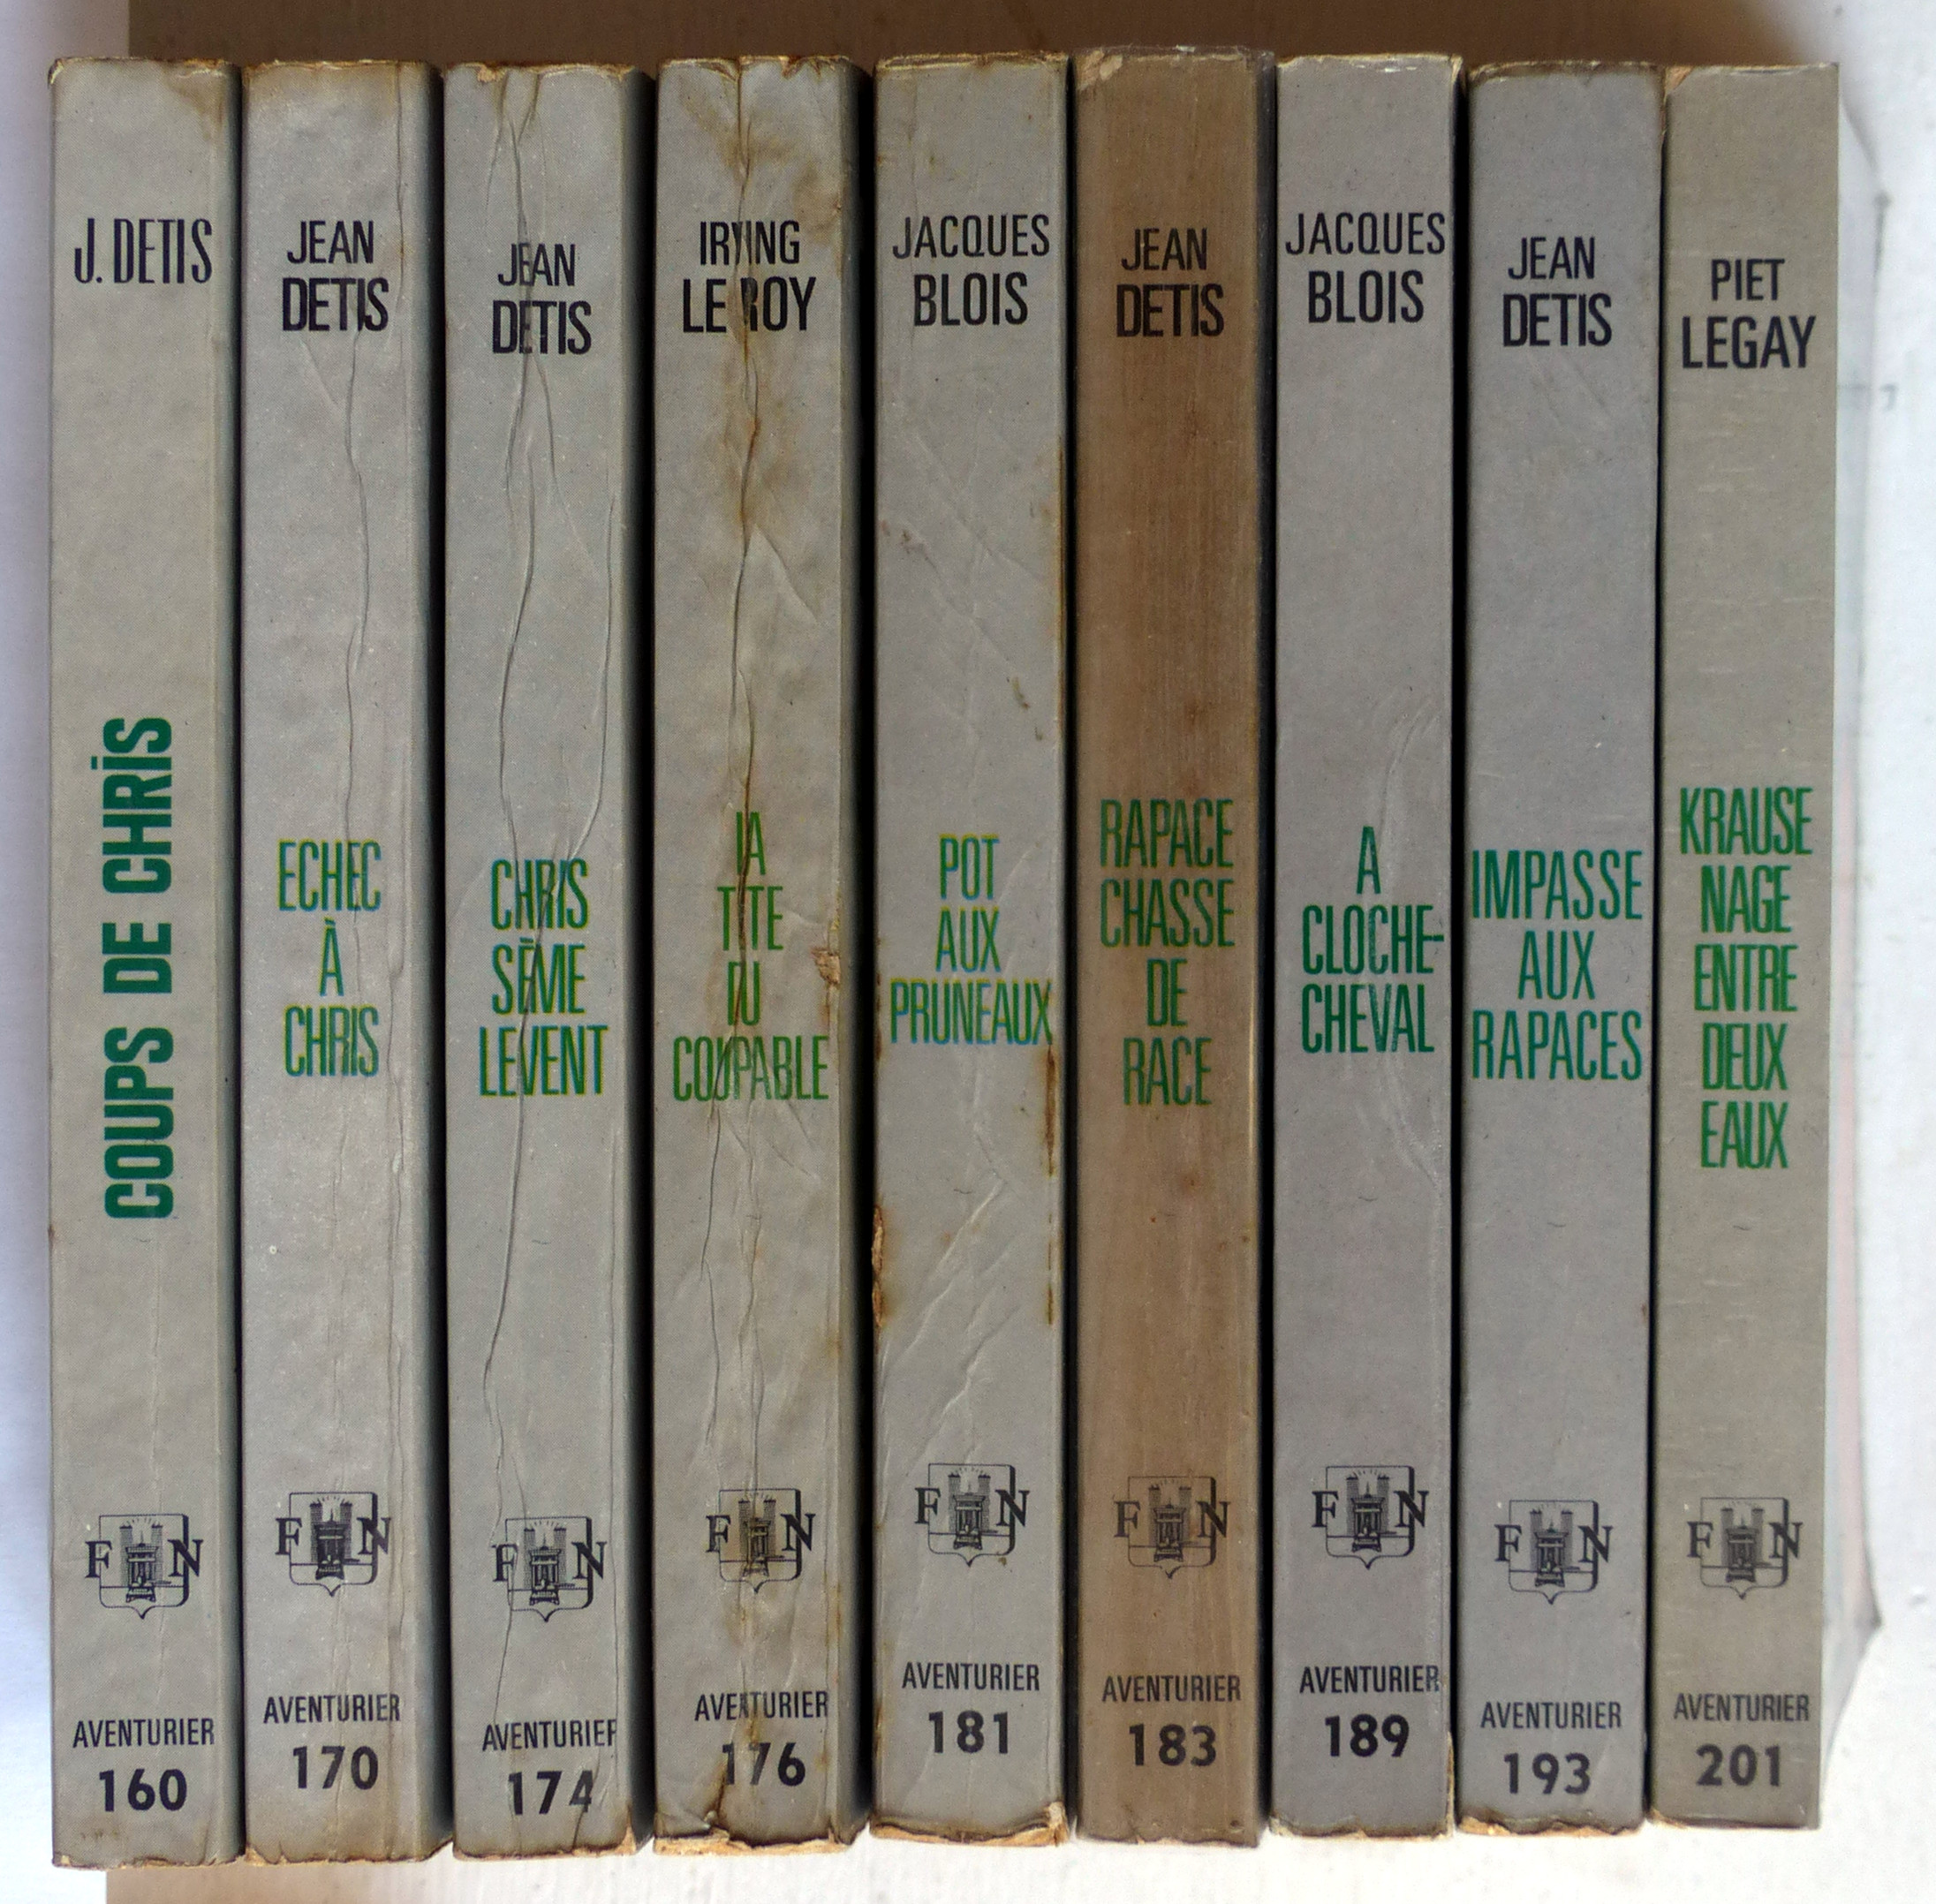 J. DETIS
COUPS DE CHRIS
F N
AVENTURIER
160
JEAN
DETIS
ECHEC
À
CHRIS
F N
AVENTURIER
170
JEAN
DETIS
CHRIS
SÈME
LEVENT
F N
AVENTURIER
174
IRVING
LE ROY
LA
TETE
DU
COUPABLE
F N
AVENTURIER
176
JACQUES
BLOIS
POT
AUX
PRUNEAUX
F N
AVENTURIER
181
JEAN
DETIS
RAPACE
CHASSE
DE
RACE
F N
AVENTURIER
183
JACQUES
BLOIS
A
CLOCHE-
CHEVAL
F N
AVENTURIER
189
JEAN
DETIS
IMPASSE
AUX
RAPACES
F N
AVENTURIER
193
PIET
LEGAY
KRAUSE
NAGE
ENTRE
DEUX
EAUX
F N
AVENTURIER
201